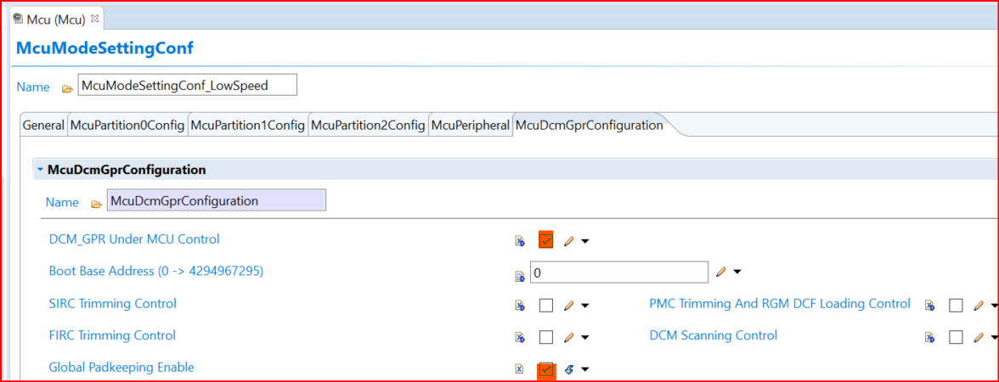 Mcu (Mcu)
McuModeSettingConf
Name McuModeSettingConf_LowSpeed
General McuPartition0Config McuPartition1Config McuPartition2Config McuPeripheral McuDcmGprConfiguration
McuDcmGprConfiguration
Name McuDcmGprConfiguration
DCM_GPR Under MCU Control
Boot Base Address (0 -> 4294967295) 0
SIRC Trimming Control PMC Trimming And RGM DCF Loading Control
FIRC Trimming Control DCM Scanning Control
Global Padkeeping Enable